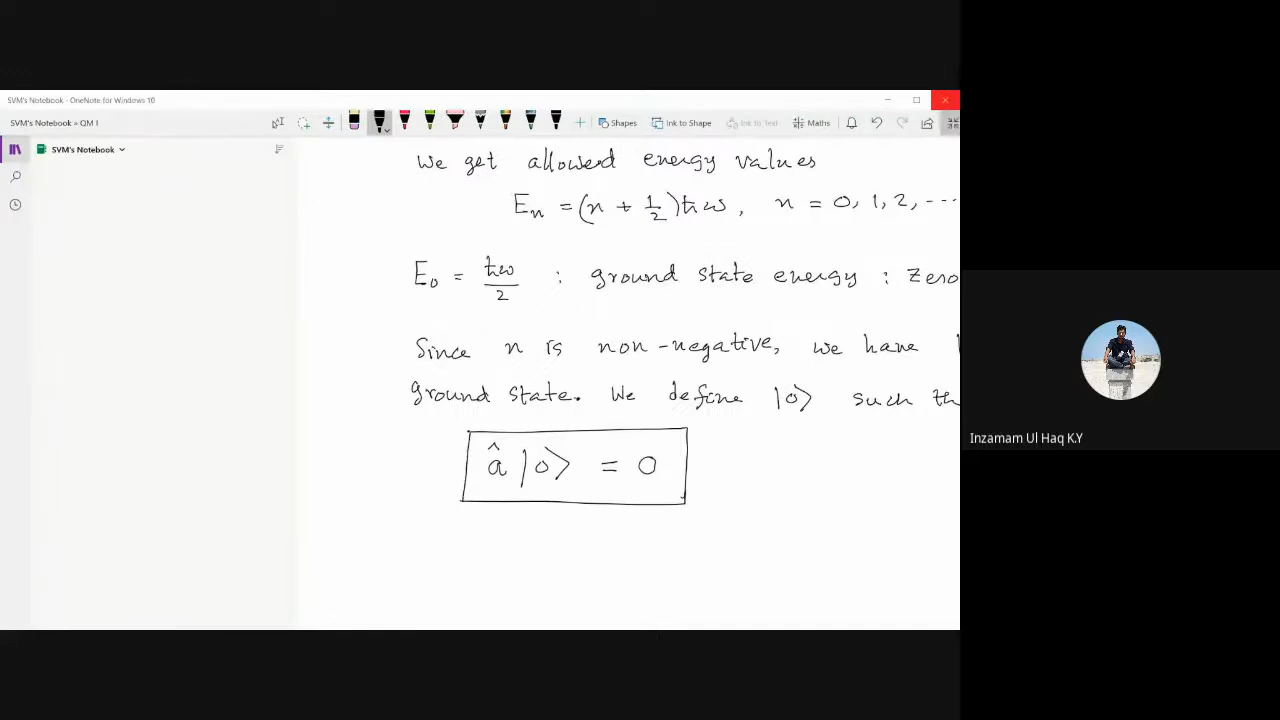 SVM's Notebook - OneNote for Windows 10
SVM's Notebook » QM I
Shapes
Ink to Shape
Ink to Text
Maths
SVM's Notebook
We get allowed energy values
Eₙ = (n + 1/2)ħω, n = 0, 1, 2, ---
E₀ = ħω/2 : ground state energy : zero
Since n is non-negative, we have
ground state. We define |0⟩ such th
â |0⟩ = 0
Inzamam Ul Haq K.Y